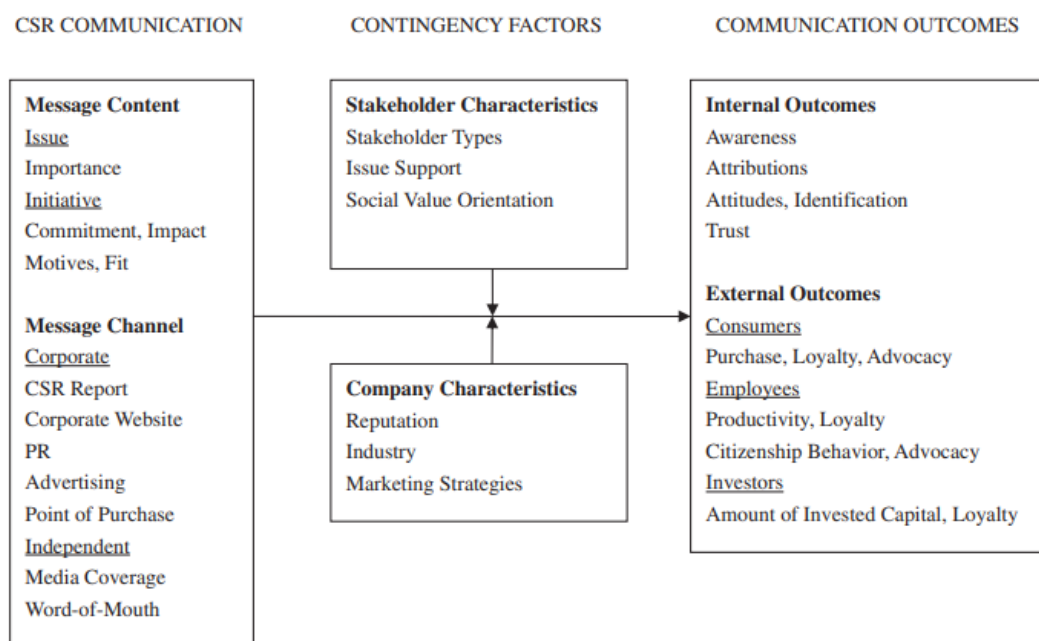 CSR COMMUNICATION
CONTINGENCY FACTORS
COMMUNICATION OUTCOMES
Message Content
Issue
Importance
Initiative
Commitment, Impact
Motives, Fit
Message Channel
Corporate
CSR Report
Corporate Website
PR
Advertising
Point of Purchase
Independent
Media Coverage
Word-of-Mouth
Stakeholder Characteristics
Stakeholder Types
Issue Support
Social Value Orientation
Company Characteristics
Reputation
Industry
Marketing Strategies
Internal Outcomes
Awareness
Attributions
Attitudes, Identification
Trust
External Outcomes
Consumers
Purchase, Loyalty, Advocacy
Employees
Productivity, Loyalty
Citizenship Behavior, Advocacy
Investors
Amount of Invested Capital, Loyalty